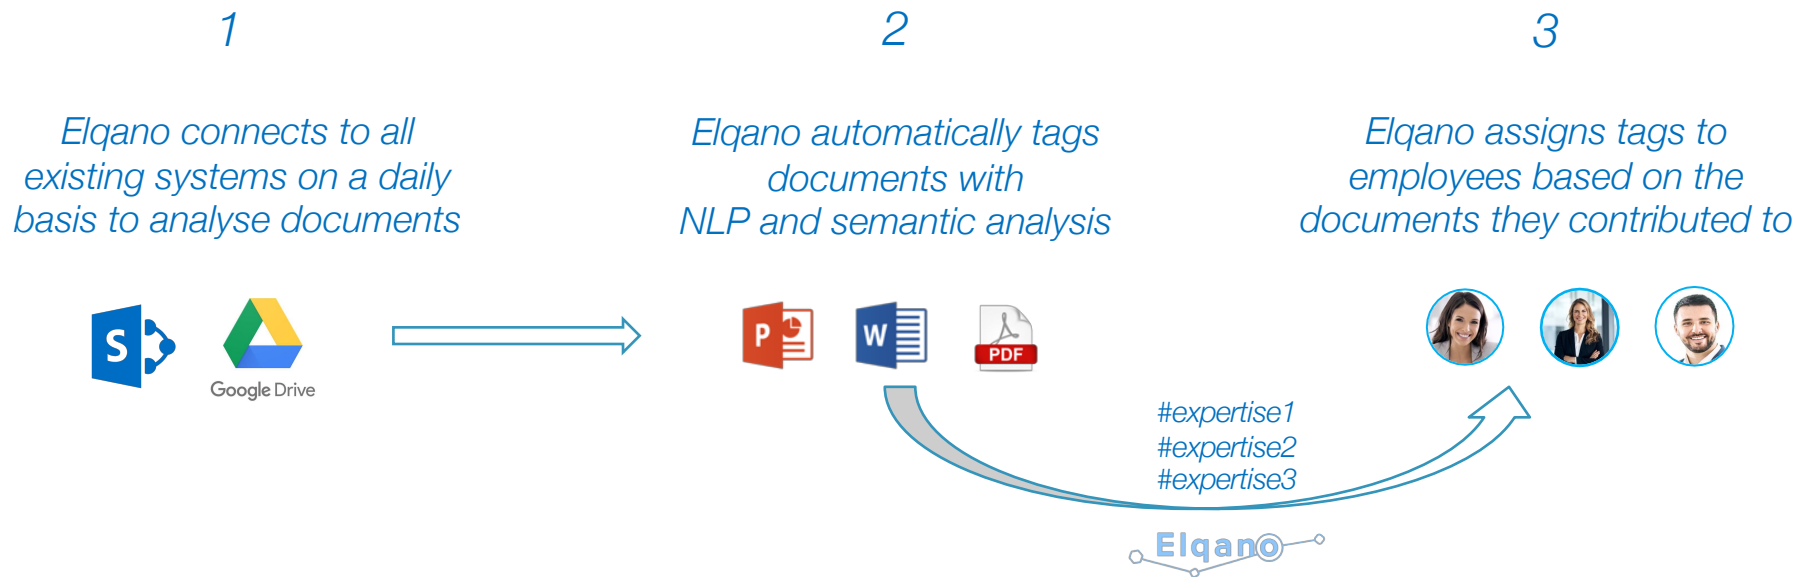 1
Elqano connects to all
existing systems on a daily
basis to analyse documents
S
Google Drive
2
Elqano automatically tags
documents with
NLP and semantic analysis
P
W
PDF
3
Elqano assigns tags to
employees based on the
documents they contributed to
#expertise1
#expertise2
#expertise3
Elqano